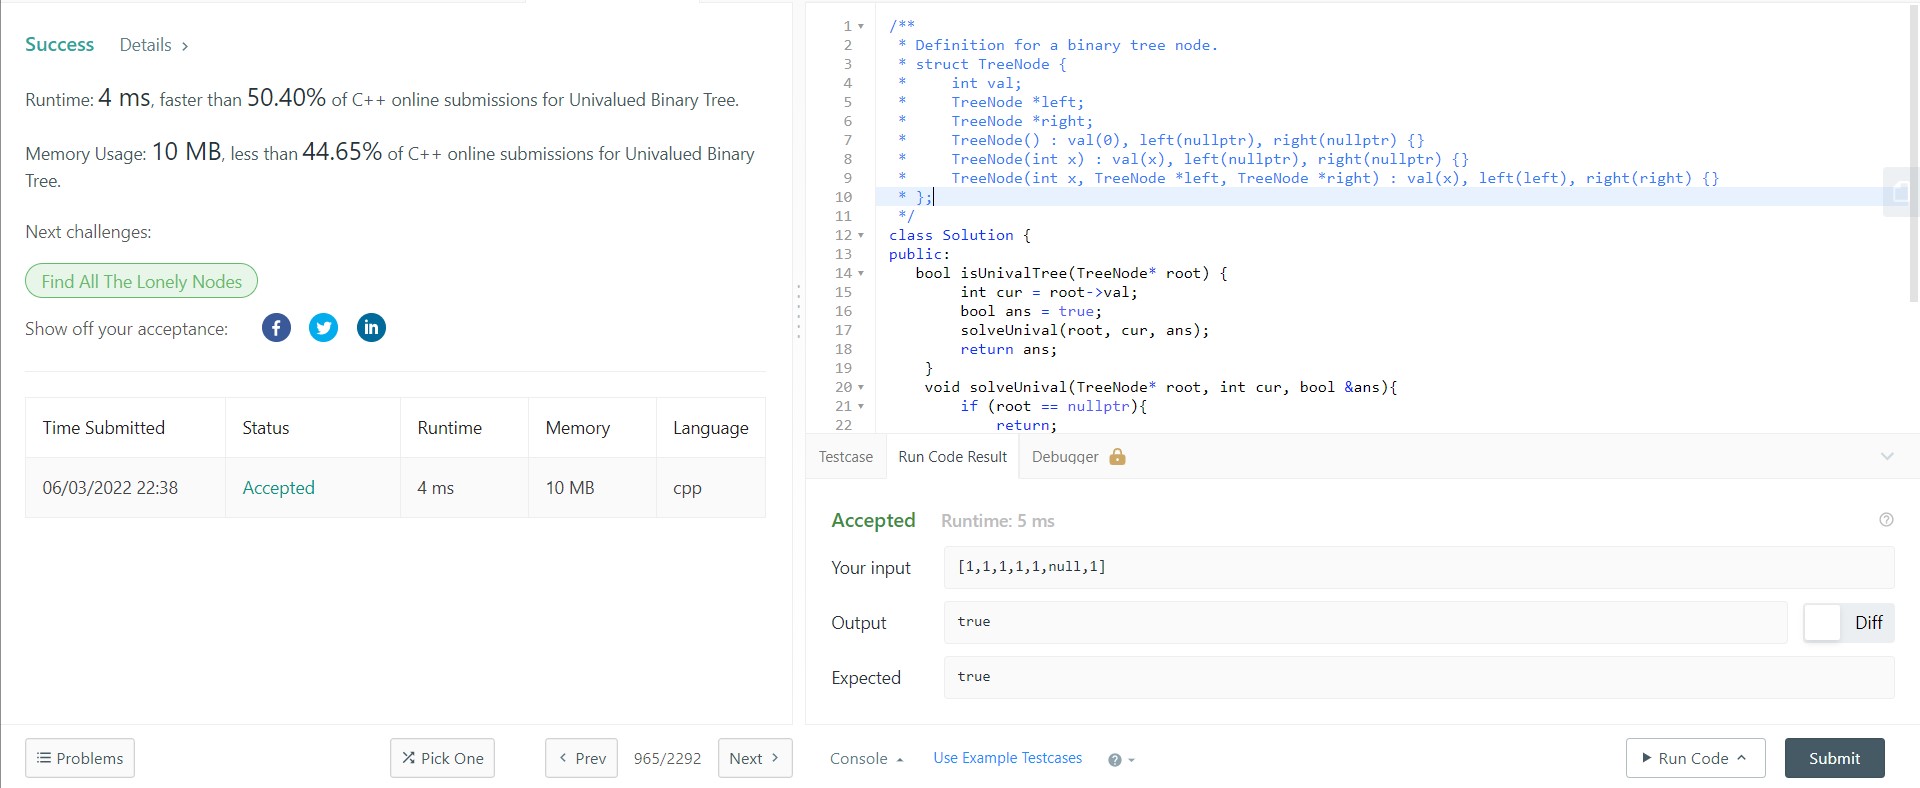 Success Details >
Runtime: 4 ms, faster than 50.40% of C++ online submissions for Univalued Binary Tree.
Memory Usage: 10 MB, less than 44.65% of C++ online submissions for Univalued Binary
Tree.
Next challenges:
Find All The Lonely Nodes
Show off your acceptance:
Time Submitted Status Runtime Memory Language
06/03/2022 22:38 Accepted 4 ms 10 MB cpp
Problems
Pick One
< Prev 965/2292 Next >
1 /**
2  * Definition for a binary tree node.
3  * struct TreeNode {
4  *     int val;
5  *     TreeNode *left;
6  *     TreeNode *right;
7  *     TreeNode() : val(0), left(nullptr), right(nullptr) {}
8  *     TreeNode(int x) : val(x), left(nullptr), right(nullptr) {}
9  *     TreeNode(int x, TreeNode *left, TreeNode *right) : val(x), left(left), right(right) {}
10  * };
11  */
12 class Solution {
13 public:
14    bool isUnivalTree(TreeNode* root) {
15         int cur = root->val;
16         bool ans = true;
17         solveUnival(root, cur, ans);
18         return ans;
19     }
20     void solveUnival(TreeNode* root, int cur, bool &ans){
21         if (root == nullptr){
22             return;
Testcase Run Code Result Debugger
Accepted Runtime: 5 ms
Your input [1,1,1,1,1,null,1]
Output true Diff
Expected true
Console Use Example Testcases
Run Code Submit